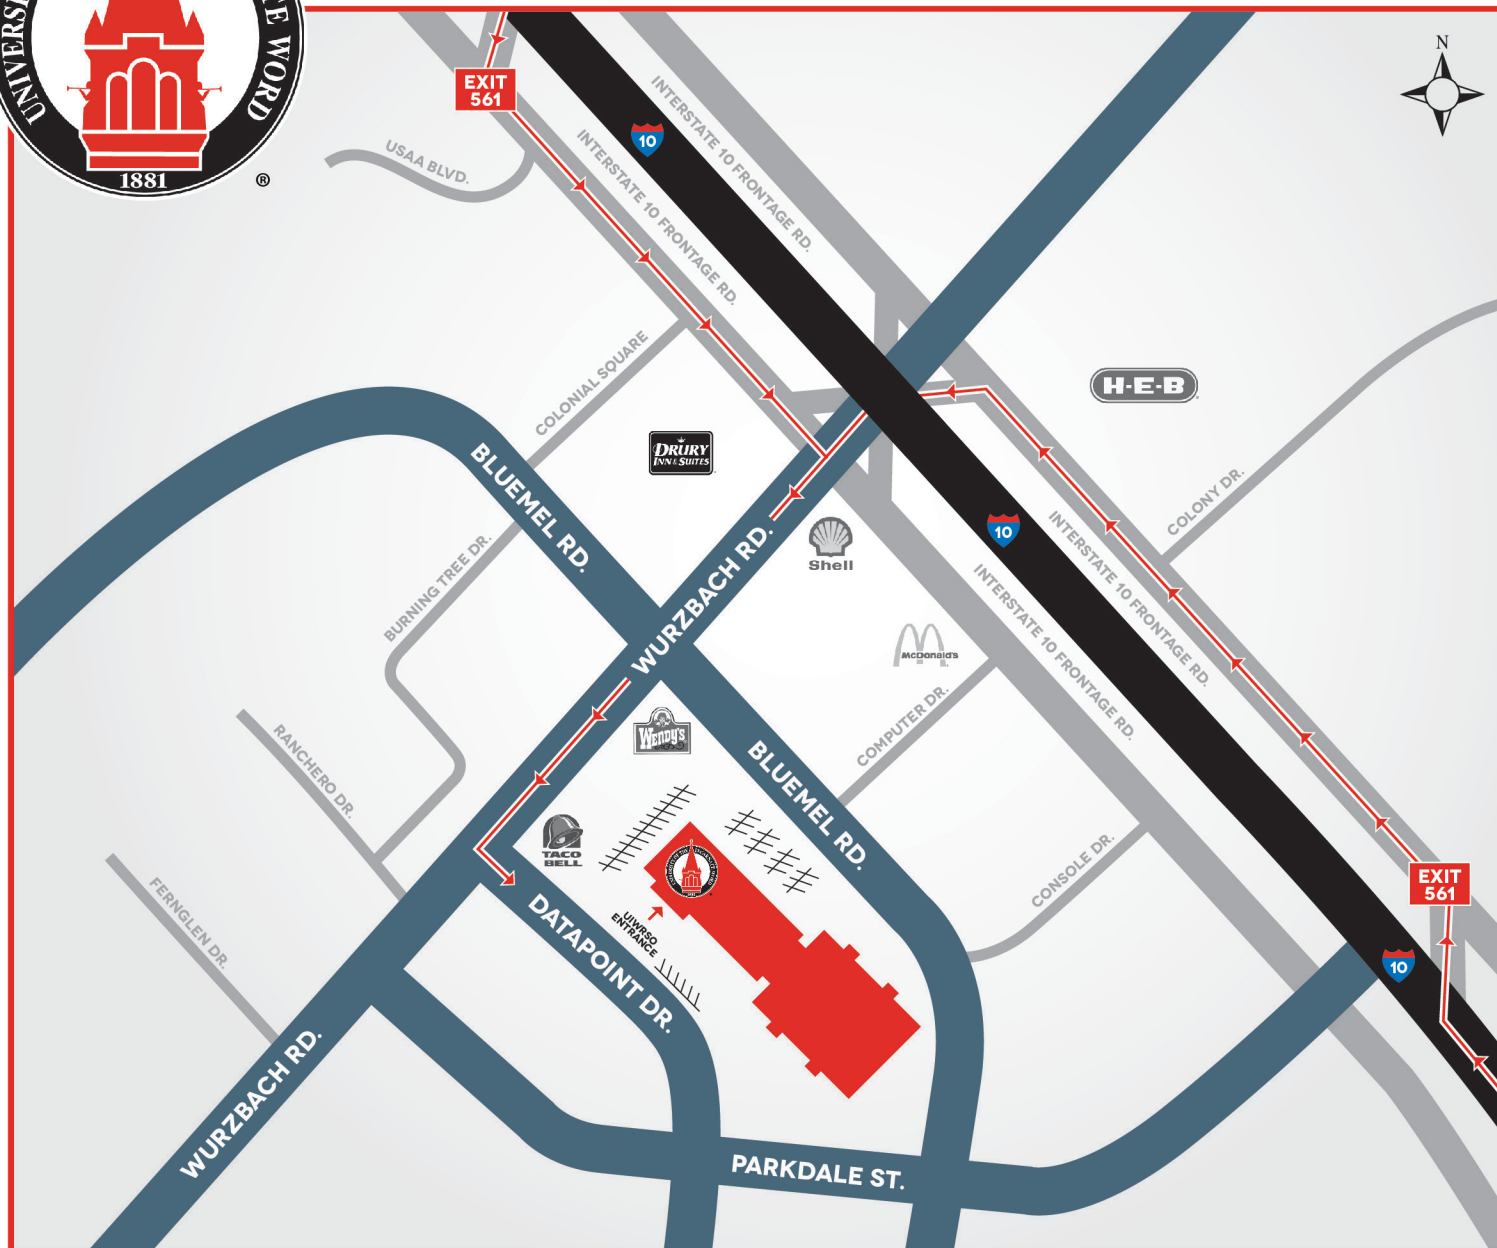 UNIVERSI
TE WORD
1881
®
N
EXIT
561
10
INTERSTATE 10 FRONTAGE RD.
INTERSTATE 10 FRONTAGE RD.
USAA BLVD.
COLONIAL SQUARE
H-E-B
DRURY
INN & SUITES
BLUEMEL RD.
COLONY DR.
10
Shell
WURZBACH RD.
BURNING TREE DR.
INTERSTATE 10 FRONTAGE RD.
INTERSTATE 10 FRONTAGE RD.
McDonald's
COMPUTER DR.
WENDY'S
RANCHERO DR.
BLUEMEL RD.
TACO
BELL
CONSOLE DR.
EXIT
561
FERNGLEN DR.
UIWRSO
ENTRANCE
DATAPOINT DR.
10
WURZBACH RD.
PARKDALE ST.